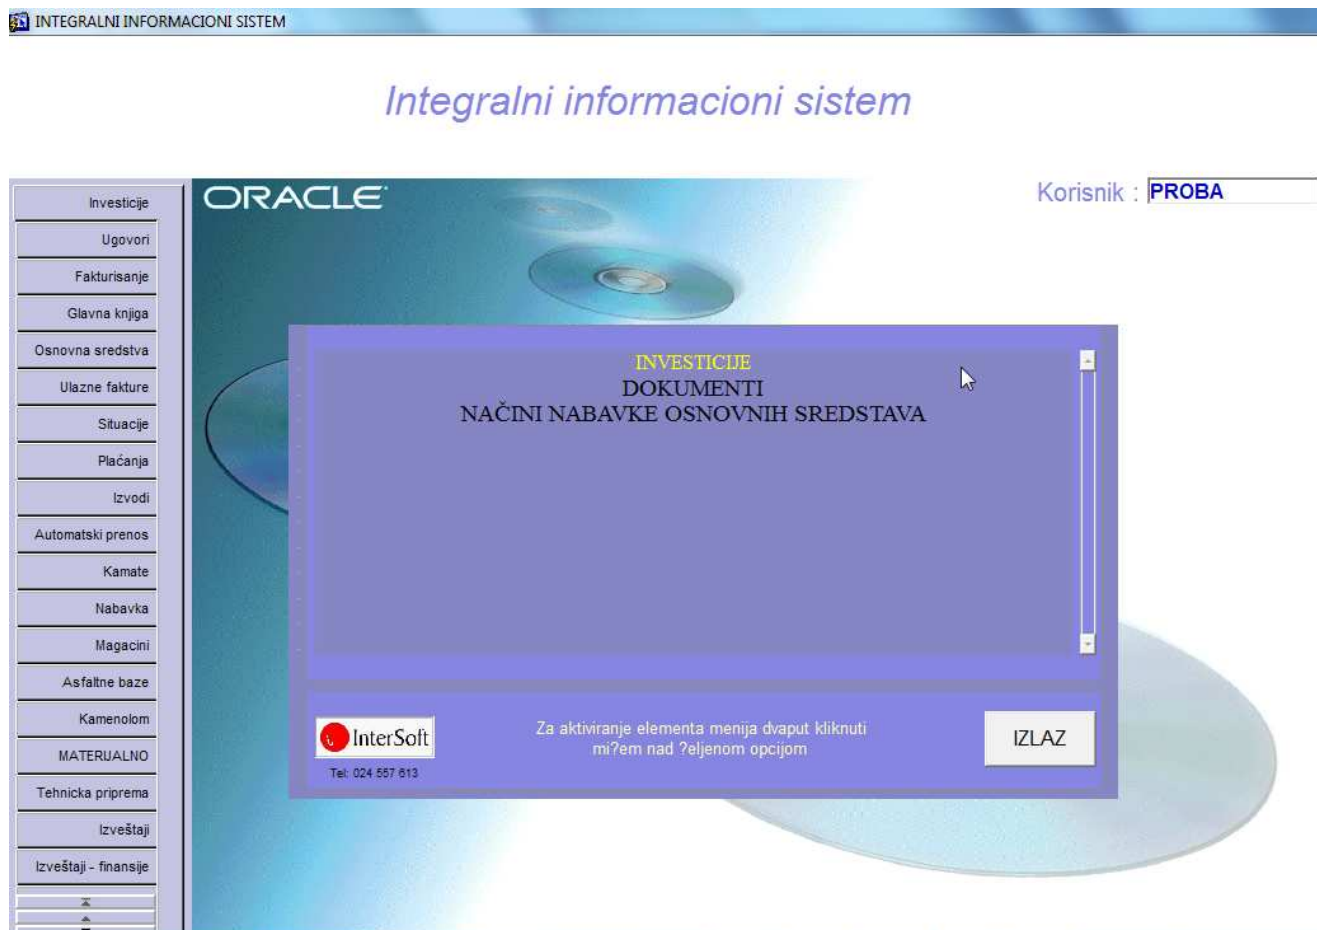 INTEGRALNI INFORMACIONI SISTEM
Integralni informacioni sistem
ORACLE
Korisnik : PROBA
Investicije
Ugovori
Fakturisanje
Glavna knjiga
Osnovna sredstva
Ulazne fakture
Situacije
Plaćanja
Izvodi
Automatski prenos
Kamate
Nabavka
Magacini
Asfaltne baze
Kamenolom
MATERIJALNO
Tehnicka priprema
Izveštaji
Izveštaji - finansije
INVESTICIJE
DOKUMENTI
NAČINI NABAVKE OSNOVNIH SREDSTAVA
InterSoft
Tel: 024 557 613
Za aktiviranje elementa menija dvaput kliknuti
mi?em nad ?eljenom opcijom
IZLAZ